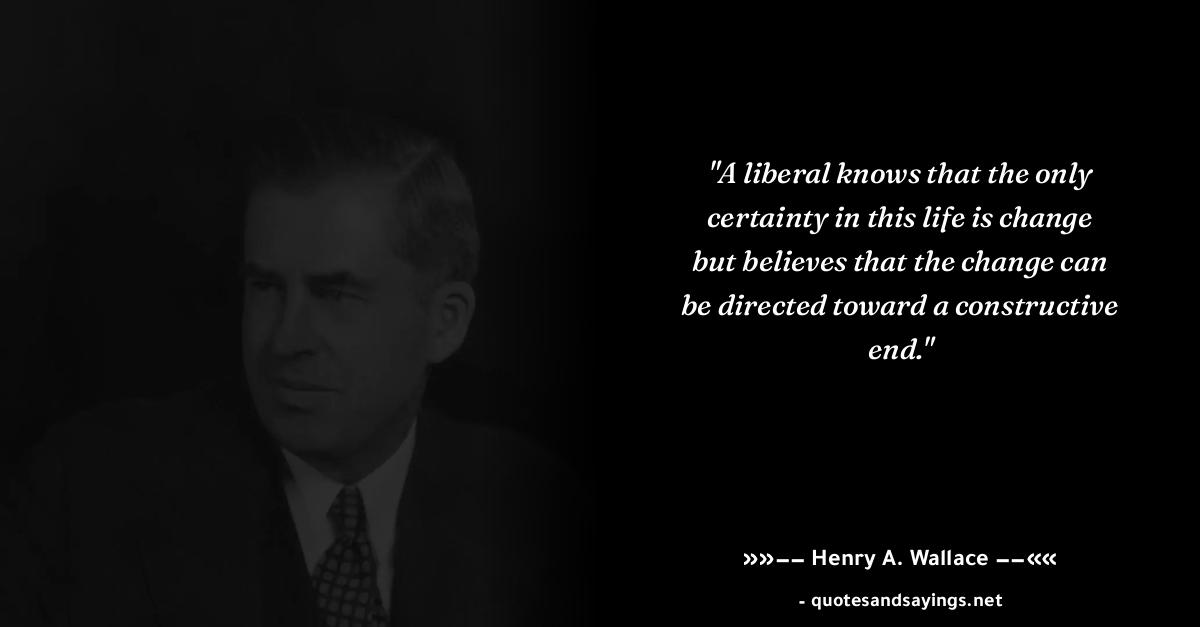 "A liberal knows that the only
certainty in this life is change
but believes that the change can
be directed toward a constructive
end."
»»−− Henry A. Wallace −−««
- quotesandsayings.net